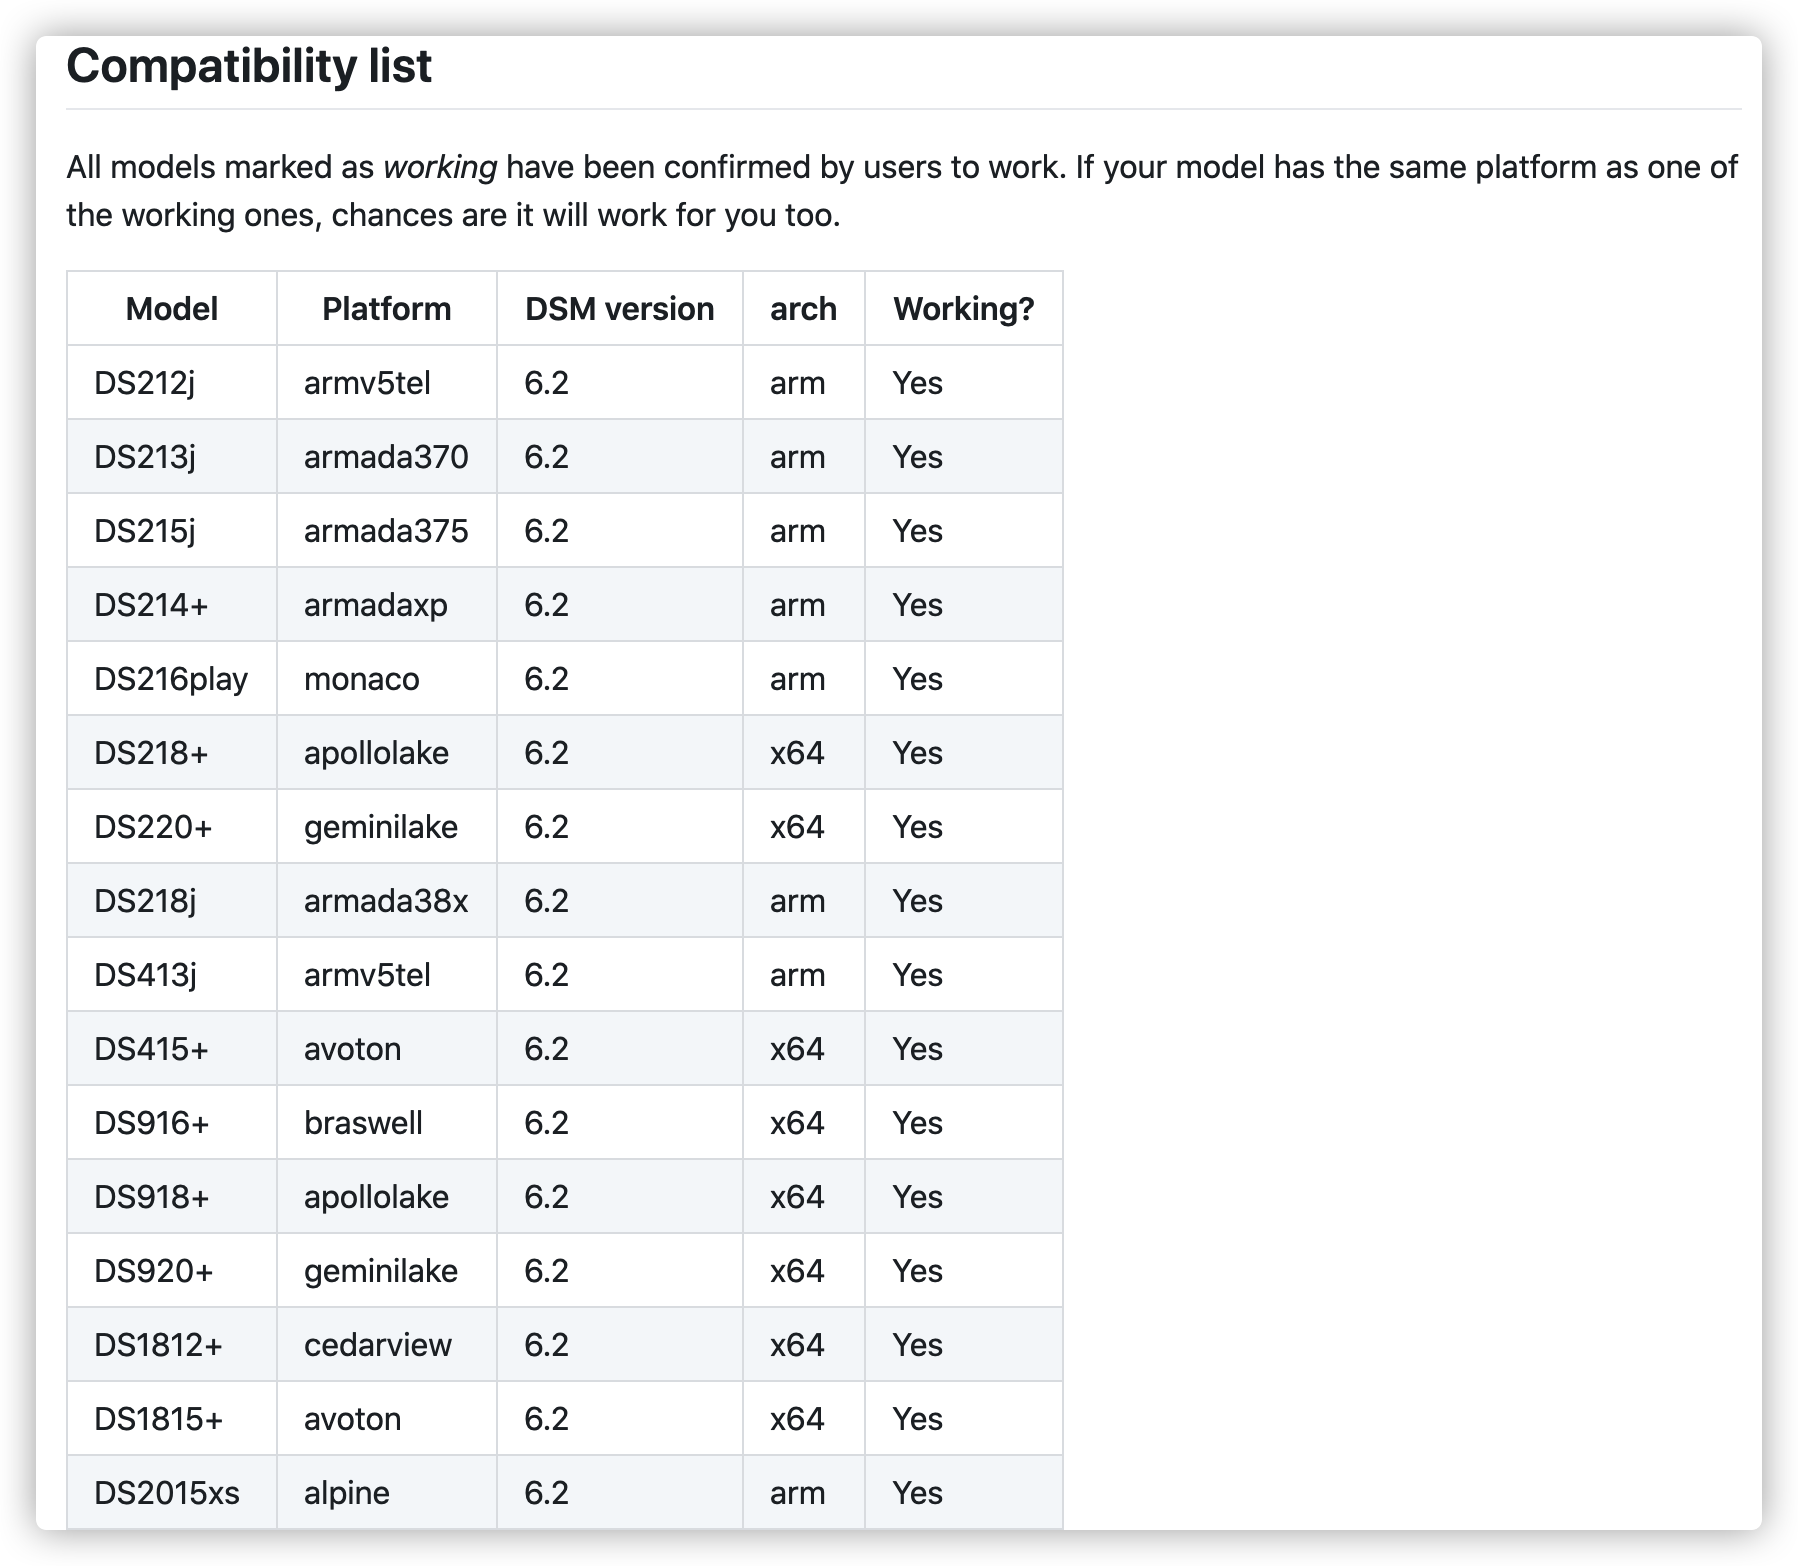 Compatibility list
All models marked as working have been confirmed by users to work. If your model has the same platform as one of
the working ones, chances are it will work for you too.
Model Platform DSM version arch Working?
DS212j armv5tel 6.2 arm Yes
DS213j armada370 6.2 arm Yes
DS215j armada375 6.2 arm Yes
DS214+ armadaxp 6.2 arm Yes
DS216play monaco 6.2 arm Yes
DS218+ apollolake 6.2 x64 Yes
DS220+ geminilake 6.2 x64 Yes
DS218j armada38x 6.2 arm Yes
DS413j armv5tel 6.2 arm Yes
DS415+ avoton 6.2 x64 Yes
DS916+ braswell 6.2 x64 Yes
DS918+ apollolake 6.2 x64 Yes
DS920+ geminilake 6.2 x64 Yes
DS1812+ cedarview 6.2 x64 Yes
DS1815+ avoton 6.2 x64 Yes
DS2015xs alpine 6.2 arm Yes